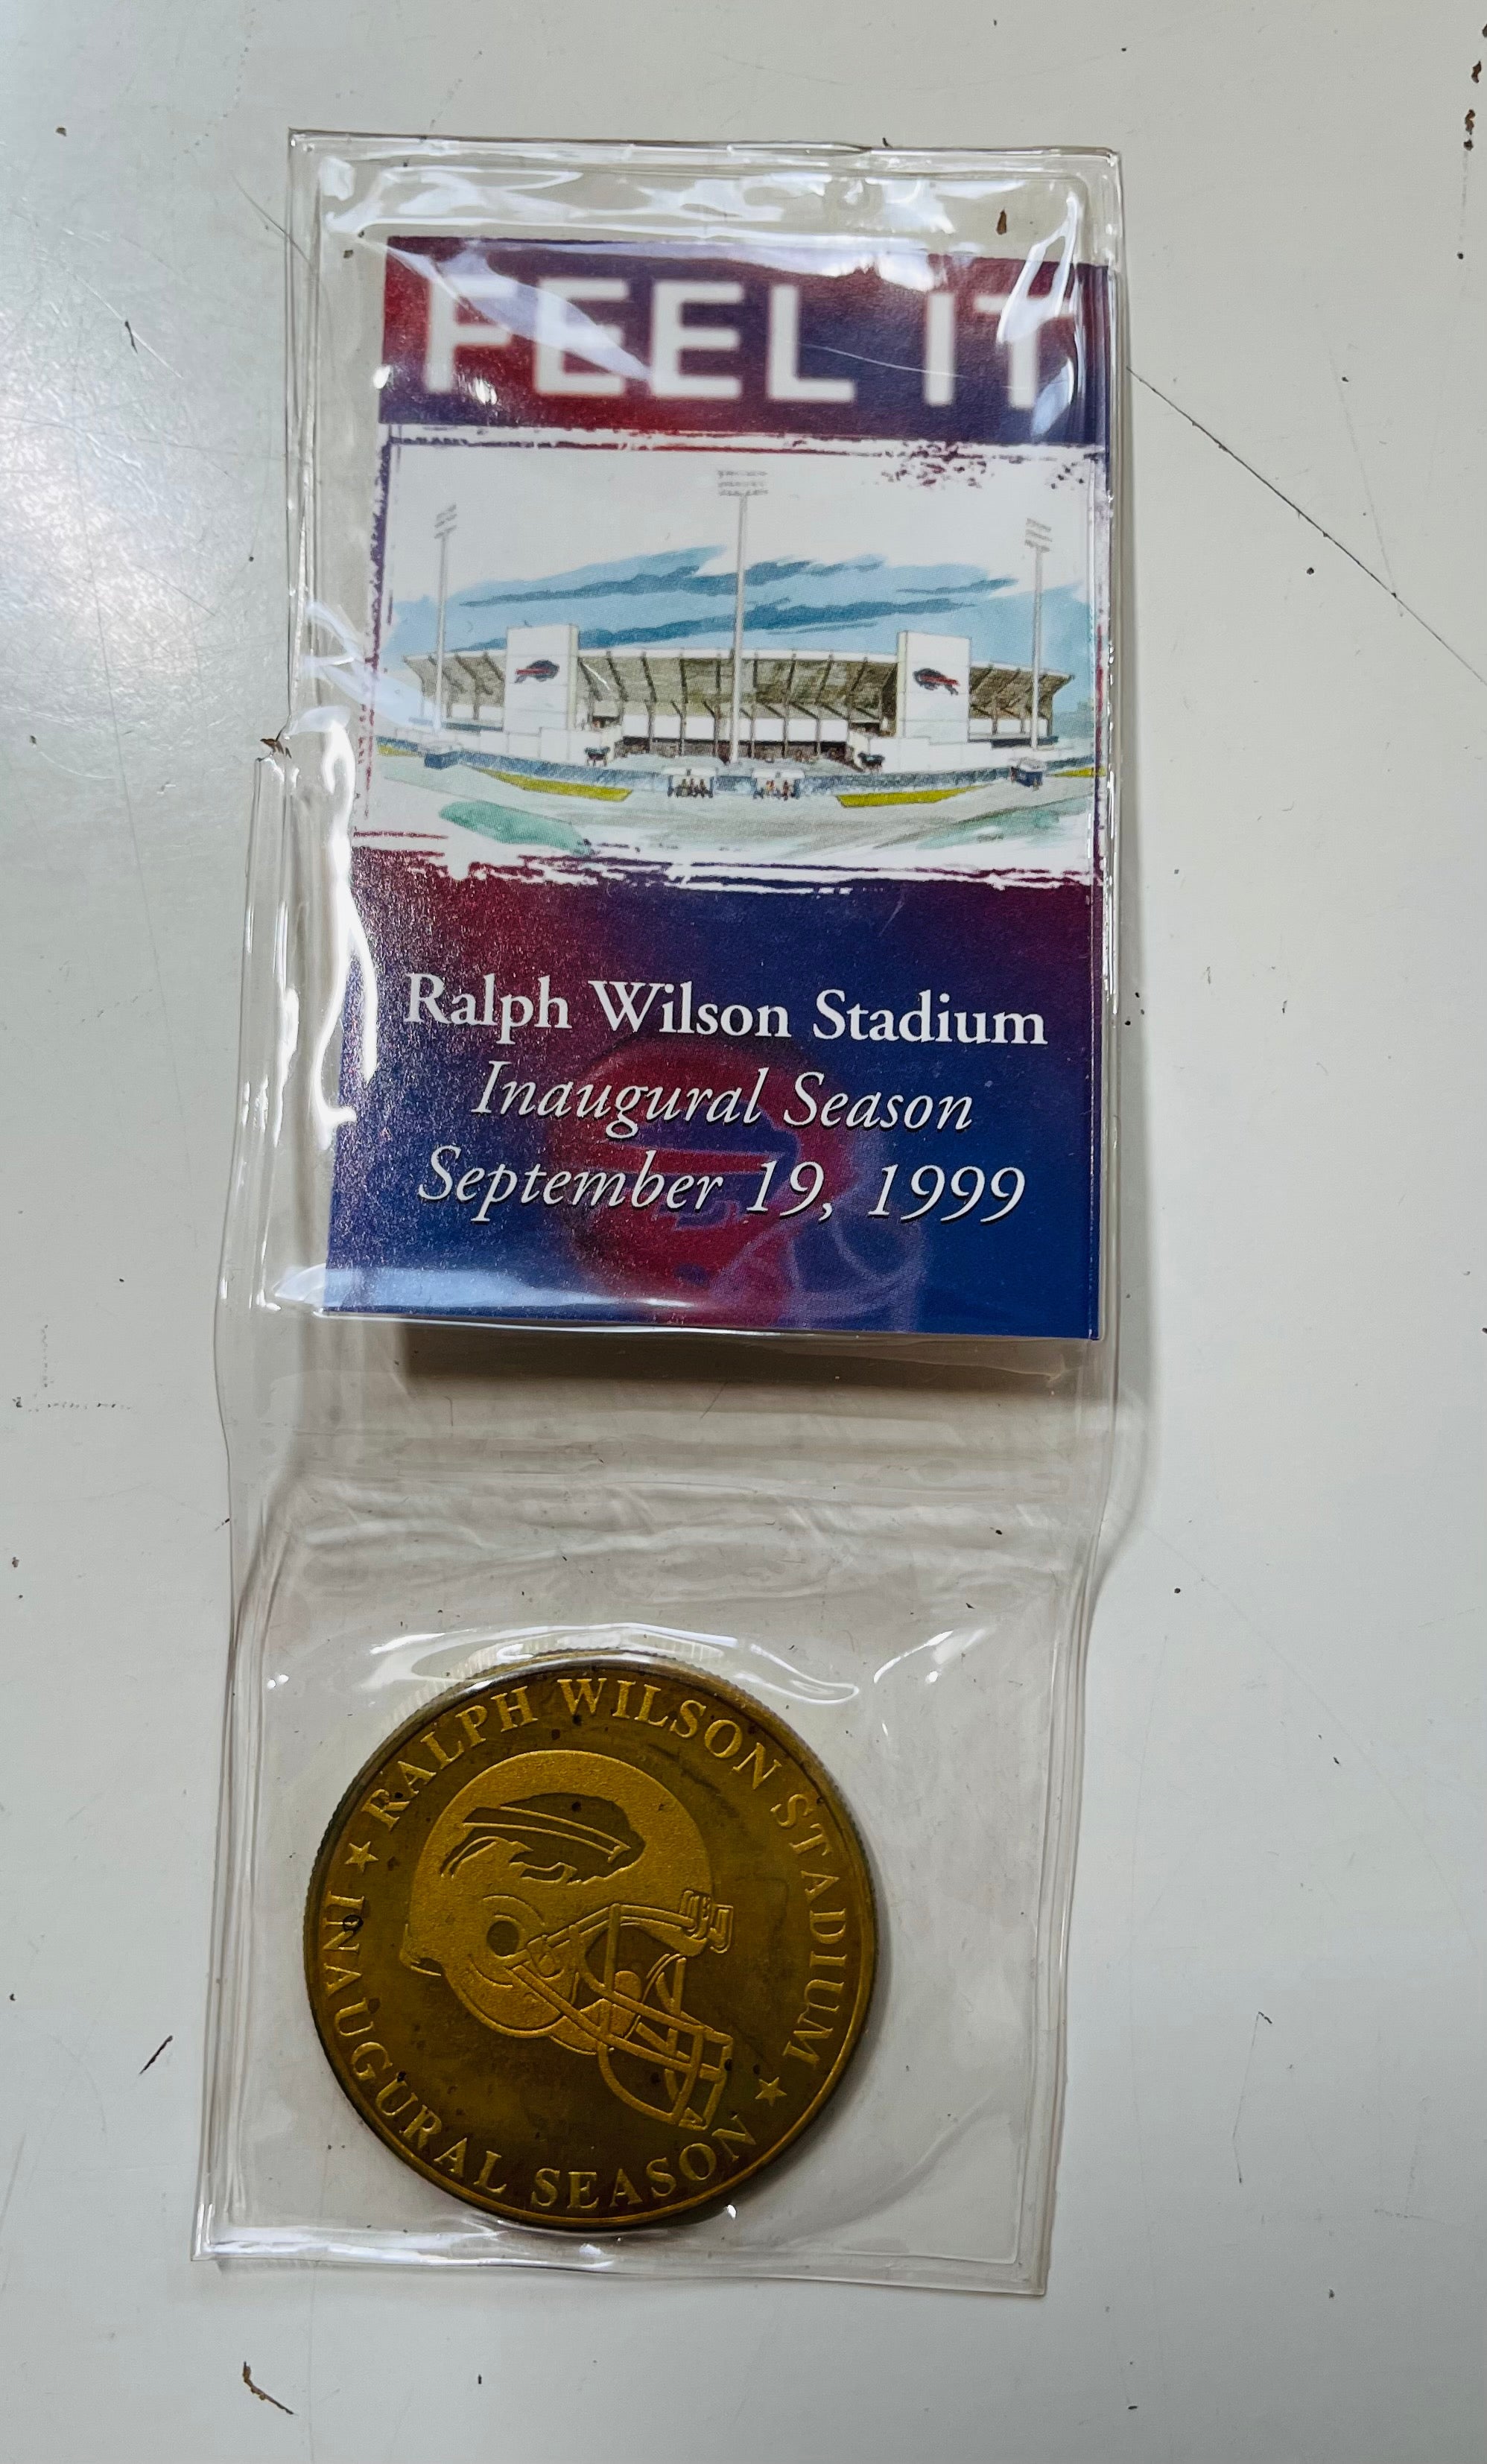 FEEL IT
Ralph Wilson Stadium
Inaugural Season
September 19, 1999
★ RALPH WILSON STADIUM ★
INAUGURAL SEASON